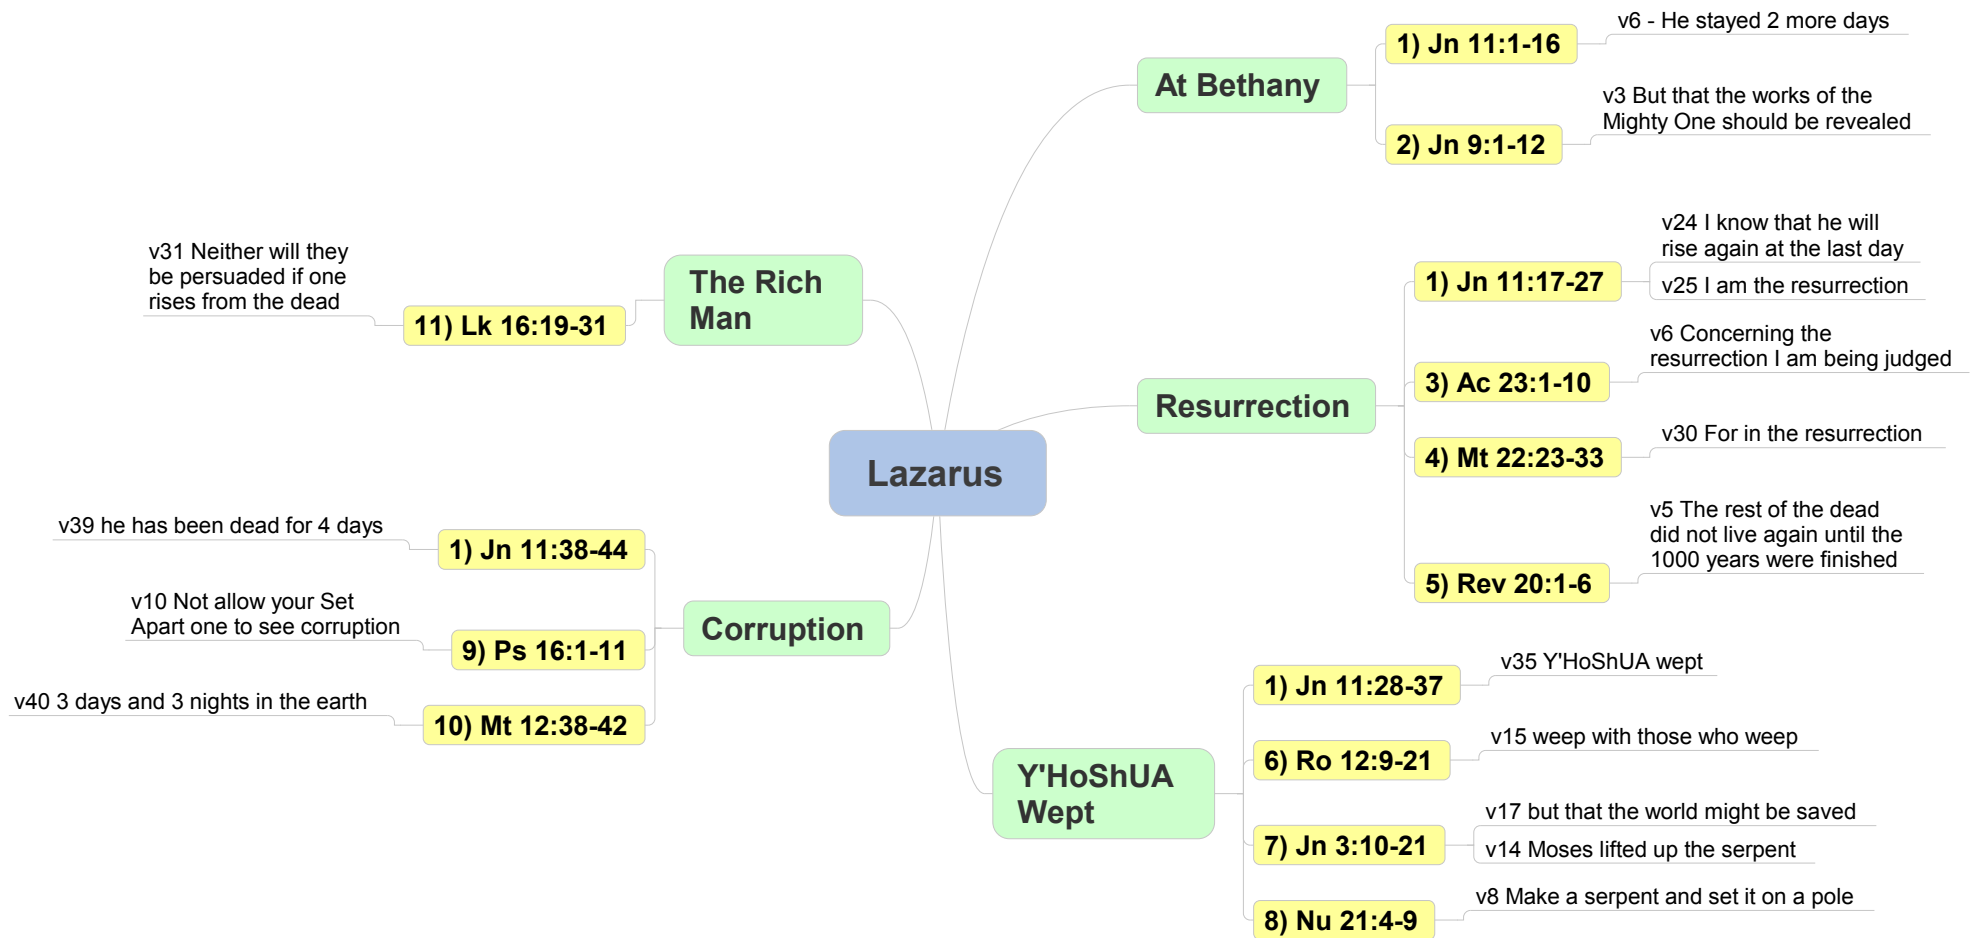 Lazarus
At Bethany
1) Jn 11:1-16
v6 - He stayed 2 more days
2) Jn 9:1-12
v3 But that the works of the
Mighty One should be revealed
Resurrection
1) Jn 11:17-27
v24 I know that he will
rise again at the last day
v25 I am the resurrection
3) Ac 23:1-10
v6 Concerning the
resurrection I am being judged
4) Mt 22:23-33
v30 For in the resurrection
5) Rev 20:1-6
v5 The rest of the dead
did not live again until the
1000 years were finished
Y'HoShUA
Wept
1) Jn 11:28-37
v35 Y'HoShUA wept
6) Ro 12:9-21
v15 weep with those who weep
7) Jn 3:10-21
v17 but that the world might be saved
v14 Moses lifted up the serpent
8) Nu 21:4-9
v8 Make a serpent and set it on a pole
Corruption
1) Jn 11:38-44
v39 he has been dead for 4 days
9) Ps 16:1-11
v10 Not allow your Set
Apart one to see corruption
10) Mt 12:38-42
v40 3 days and 3 nights in the earth
The Rich
Man
11) Lk 16:19-31
v31 Neither will they
be persuaded if one
rises from the dead